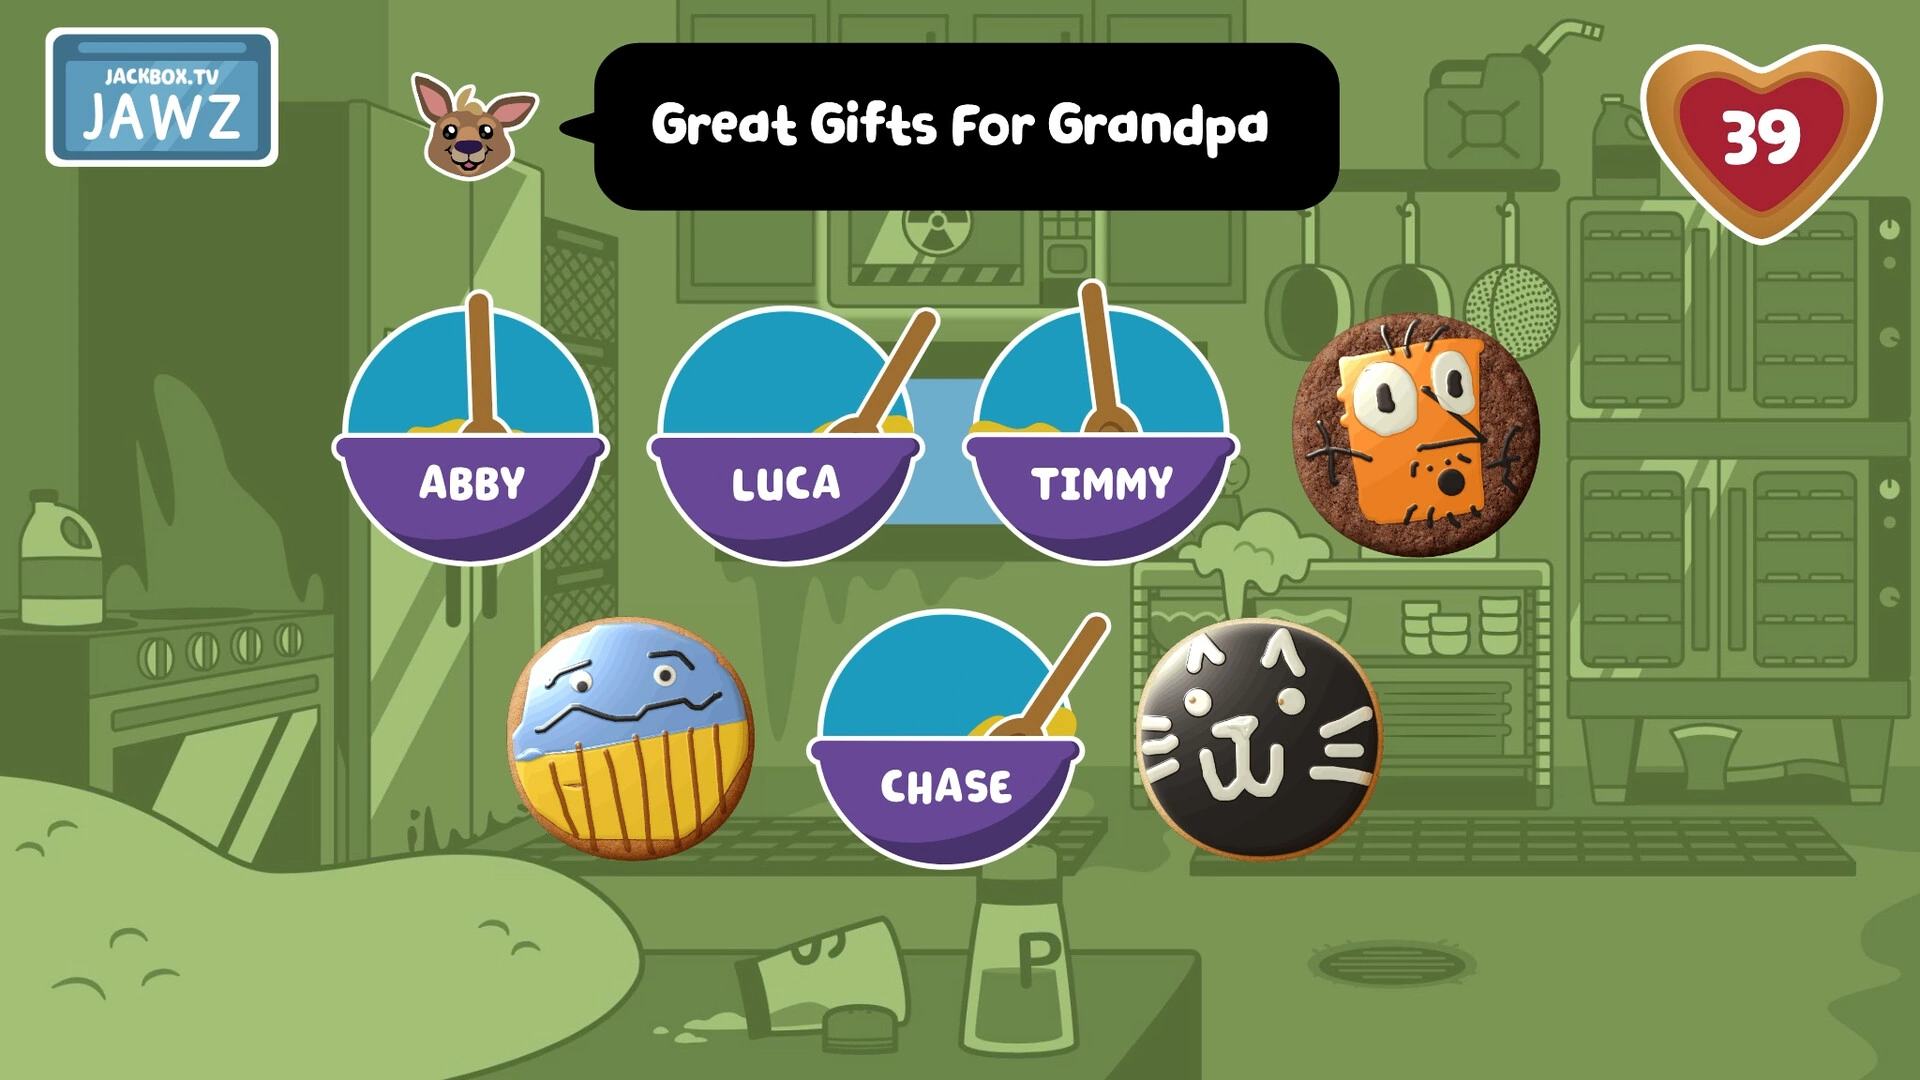 JACKBOX.TV
JAWZ
Great Gifts For Grandpa
39
ABBY
LUCA
TIMMY
CHASE
P